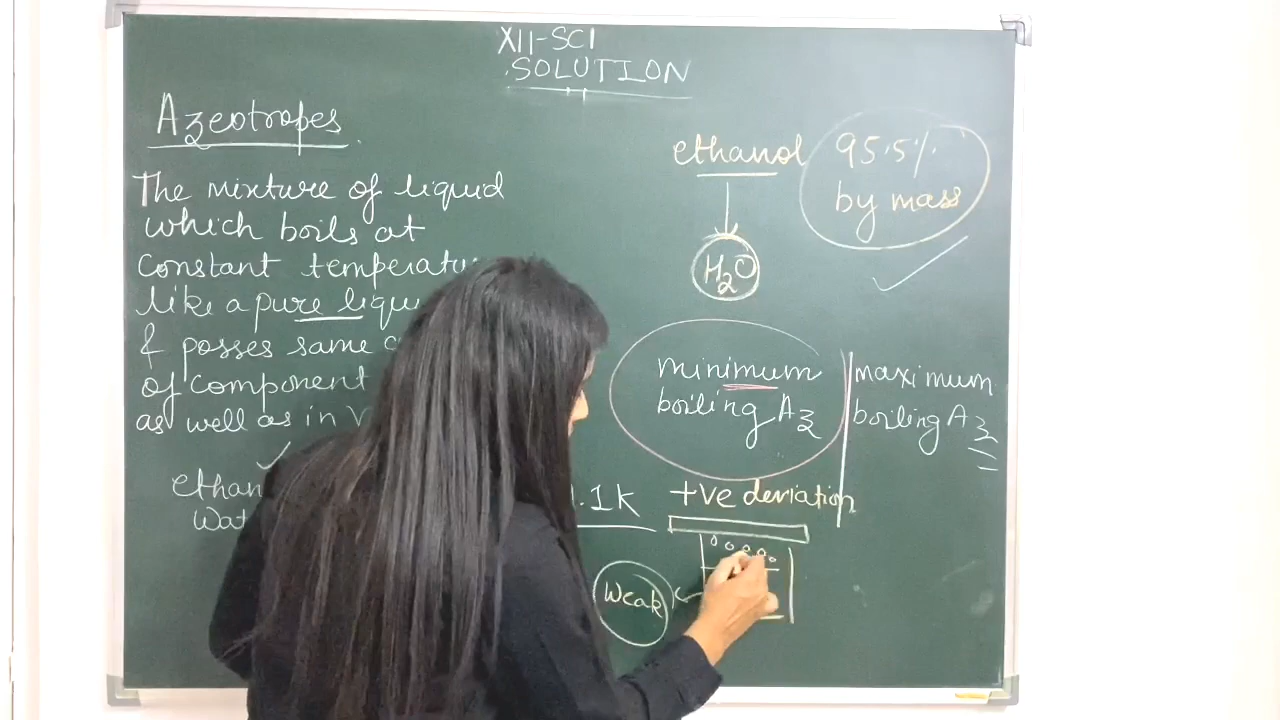 XII-SCI
SOLUTION
Azeotropes
The mixture of liquid
which boils at
constant
like a pure
& posses same
of component
as well as in
ethanol 95.5%
by mass
H2O
minimum
boiling Az
maximum
boiling Az
.1K
+ve deviation
Weak